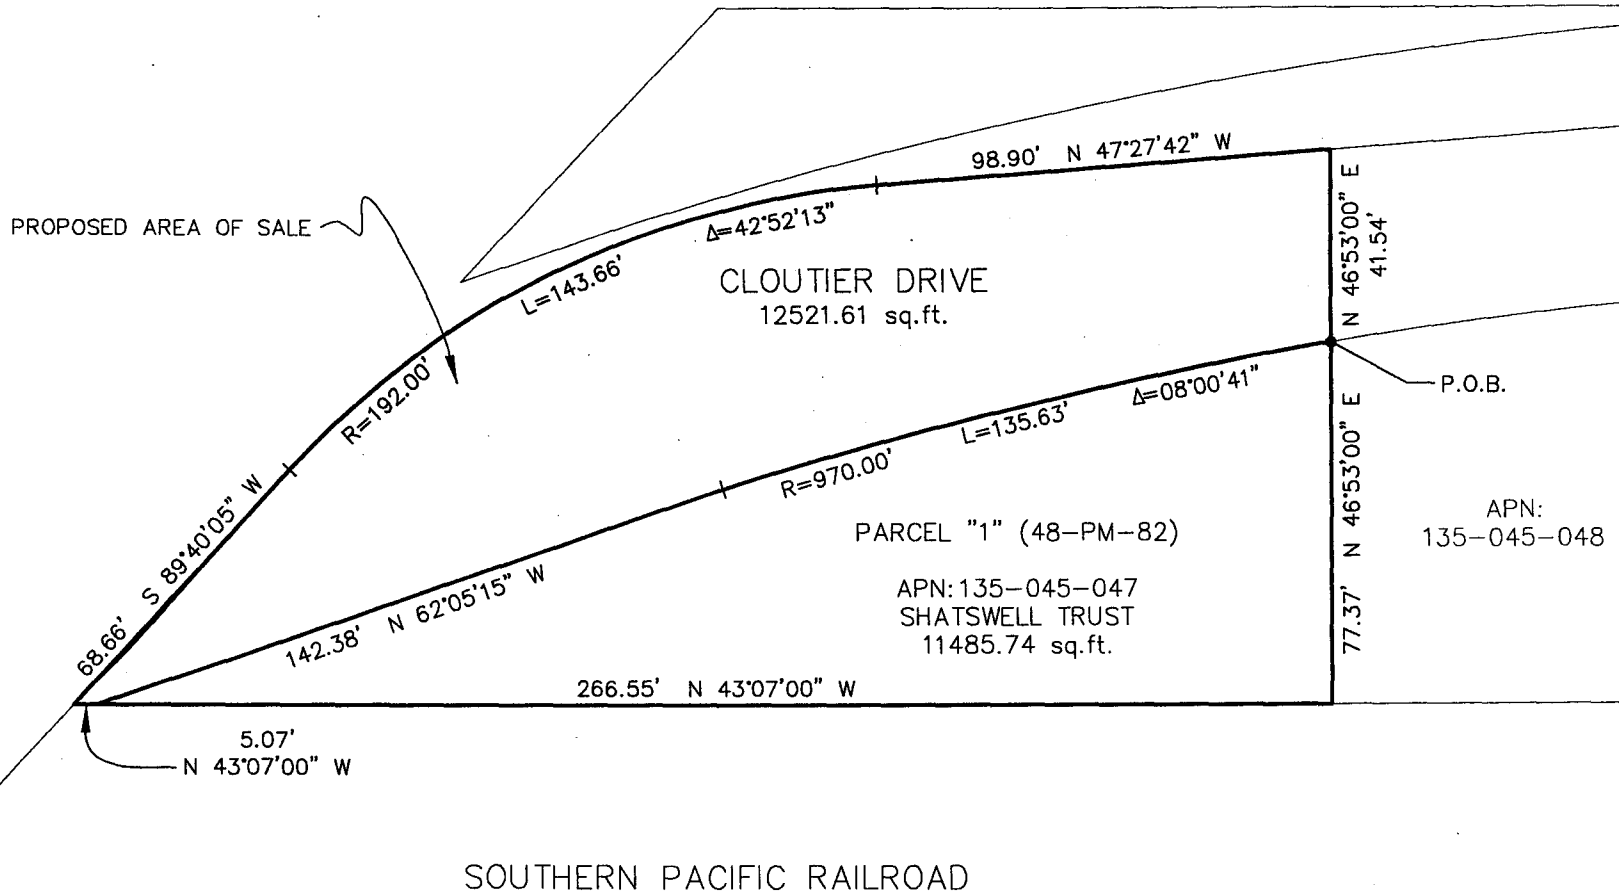 98.90' N 47°27'42" W
PROPOSED AREA OF SALE
Δ=42°52'13"
L=143.66'
R=192.00'
CLOUTIER DRIVE
12521.61 sq.ft.
N 46°53'00" E
41.54'
P.O.B.
Δ=08°00'41"
L=135.63'
R=970.00'
68.66' S 89°40'05" W
142.38' N 62°05'15" W
PARCEL "1" (48-PM-82)
APN:135-045-047
SHATSWELL TRUST
11485.74 sq.ft.
77.37' N 46°53'00" E
APN:
135-045-048
266.55' N 43°07'00" W
5.07'
N 43°07'00" W
SOUTHERN PACIFIC RAILROAD